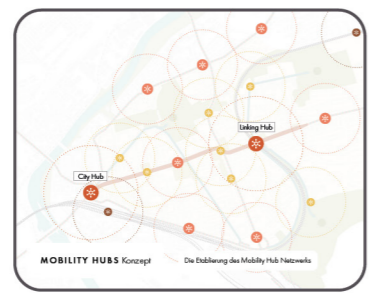 Linking Hub
City Hub
MOBILITY HUBS Konzept
Die Etablierung des Mobility Hub Netzwerks